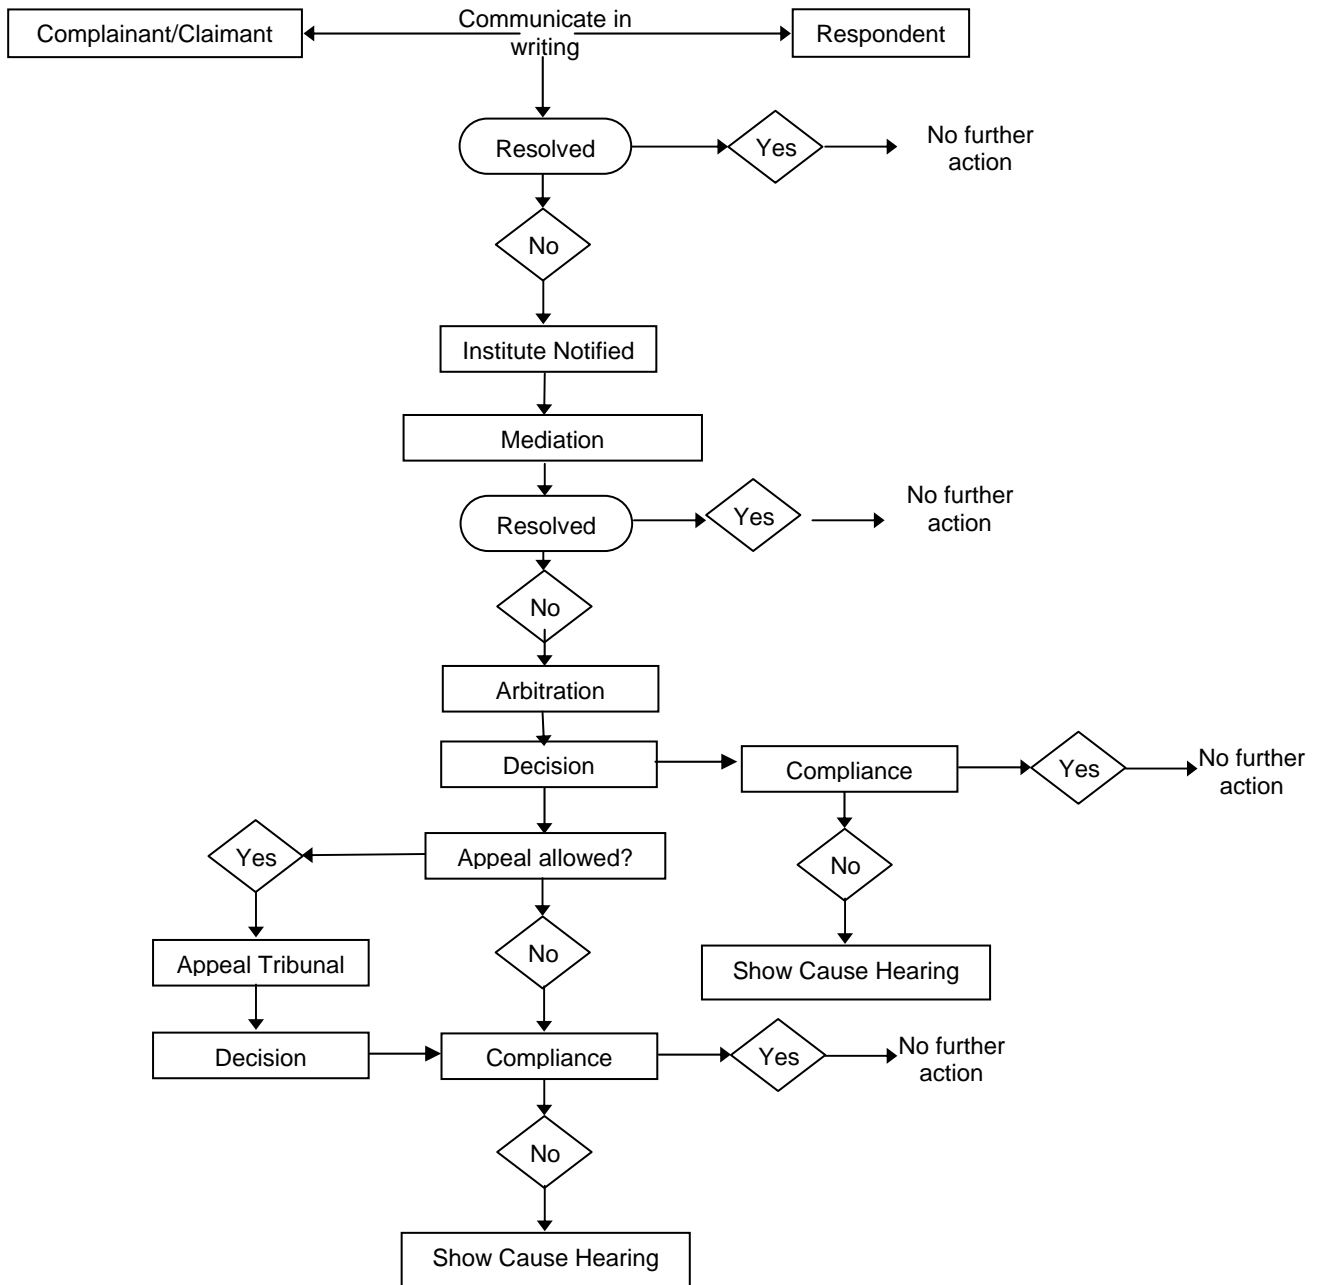 Communicate in
writing
Complainant/Claimant
Respondent
Resolved
Yes
No further
action
No
Institute Notified
Mediation
Resolved
Yes
No further
action
No
Arbitration
Decision
Compliance
Yes
No further
action
Yes
Appeal allowed?
No
No
Appeal Tribunal
Show Cause Hearing
Decision
Compliance
Yes
No further
action
No
Show Cause Hearing